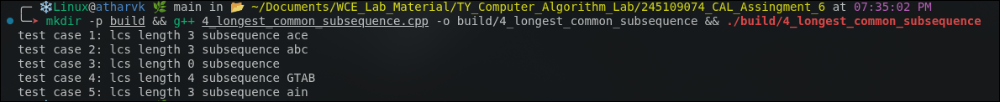 Linux@atharvk main in ~/Documents/WCE_Lab_Material/TY_Computer_Algorithm_Lab/245109074_CAL_Assingment_6 at 07:35:02 PM
mkdir -p build && g++ 4_longest_common_subsequence.cpp -o build/4_longest_common_subsequence && ./build/4_longest_common_subsequence
test case 1: lcs length 3 subsequence ace
test case 2: lcs length 3 subsequence abc
test case 3: lcs length 0 subsequence
test case 4: lcs length 4 subsequence GTAB
test case 5: lcs length 3 subsequence ain